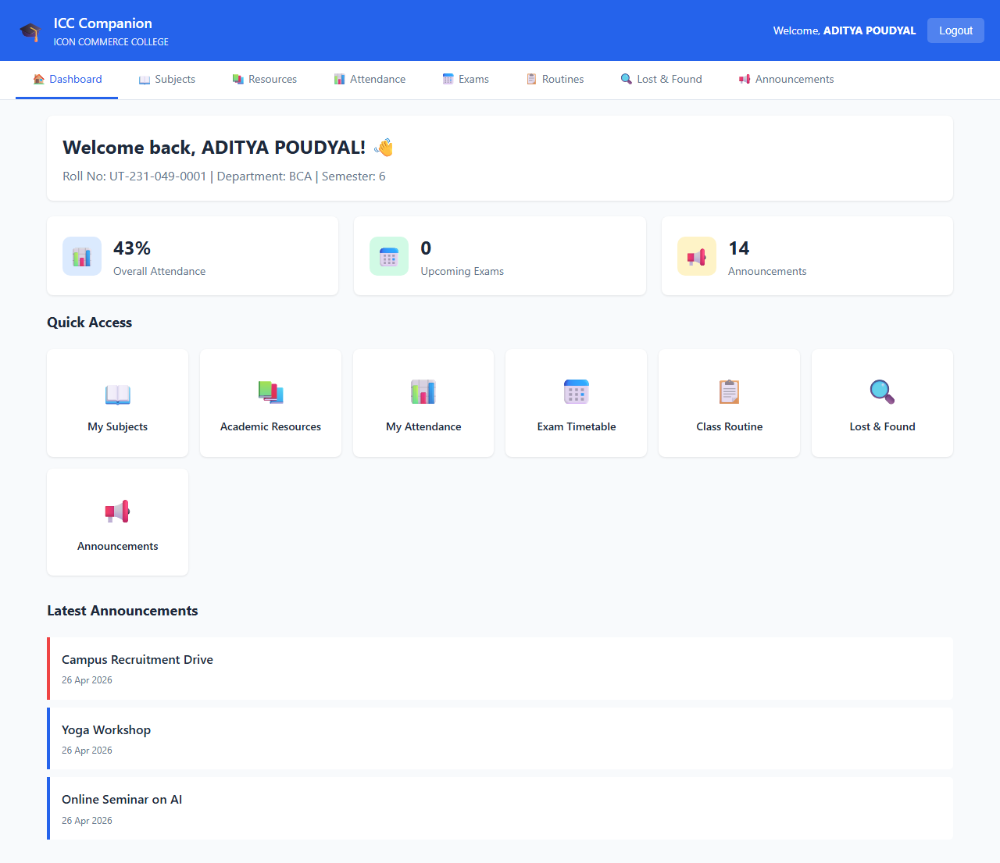 ICC Companion
ICON COMMERCE COLLEGE
Welcome, ADITYA POUDYAL
Logout
Dashboard
Subjects
Resources
Attendance
Exams
Routines
Lost & Found
Announcements
Welcome back, ADITYA POUDYAL!
Roll No: UT-231-049-0001 | Department: BCA | Semester: 6
43%
Overall Attendance
0
Upcoming Exams
14
Announcements
Quick Access
My Subjects
Academic Resources
My Attendance
Exam Timetable
Class Routine
Lost & Found
Announcements
Latest Announcements
Campus Recruitment Drive
26 Apr 2026
Yoga Workshop
26 Apr 2026
Online Seminar on AI
26 Apr 2026